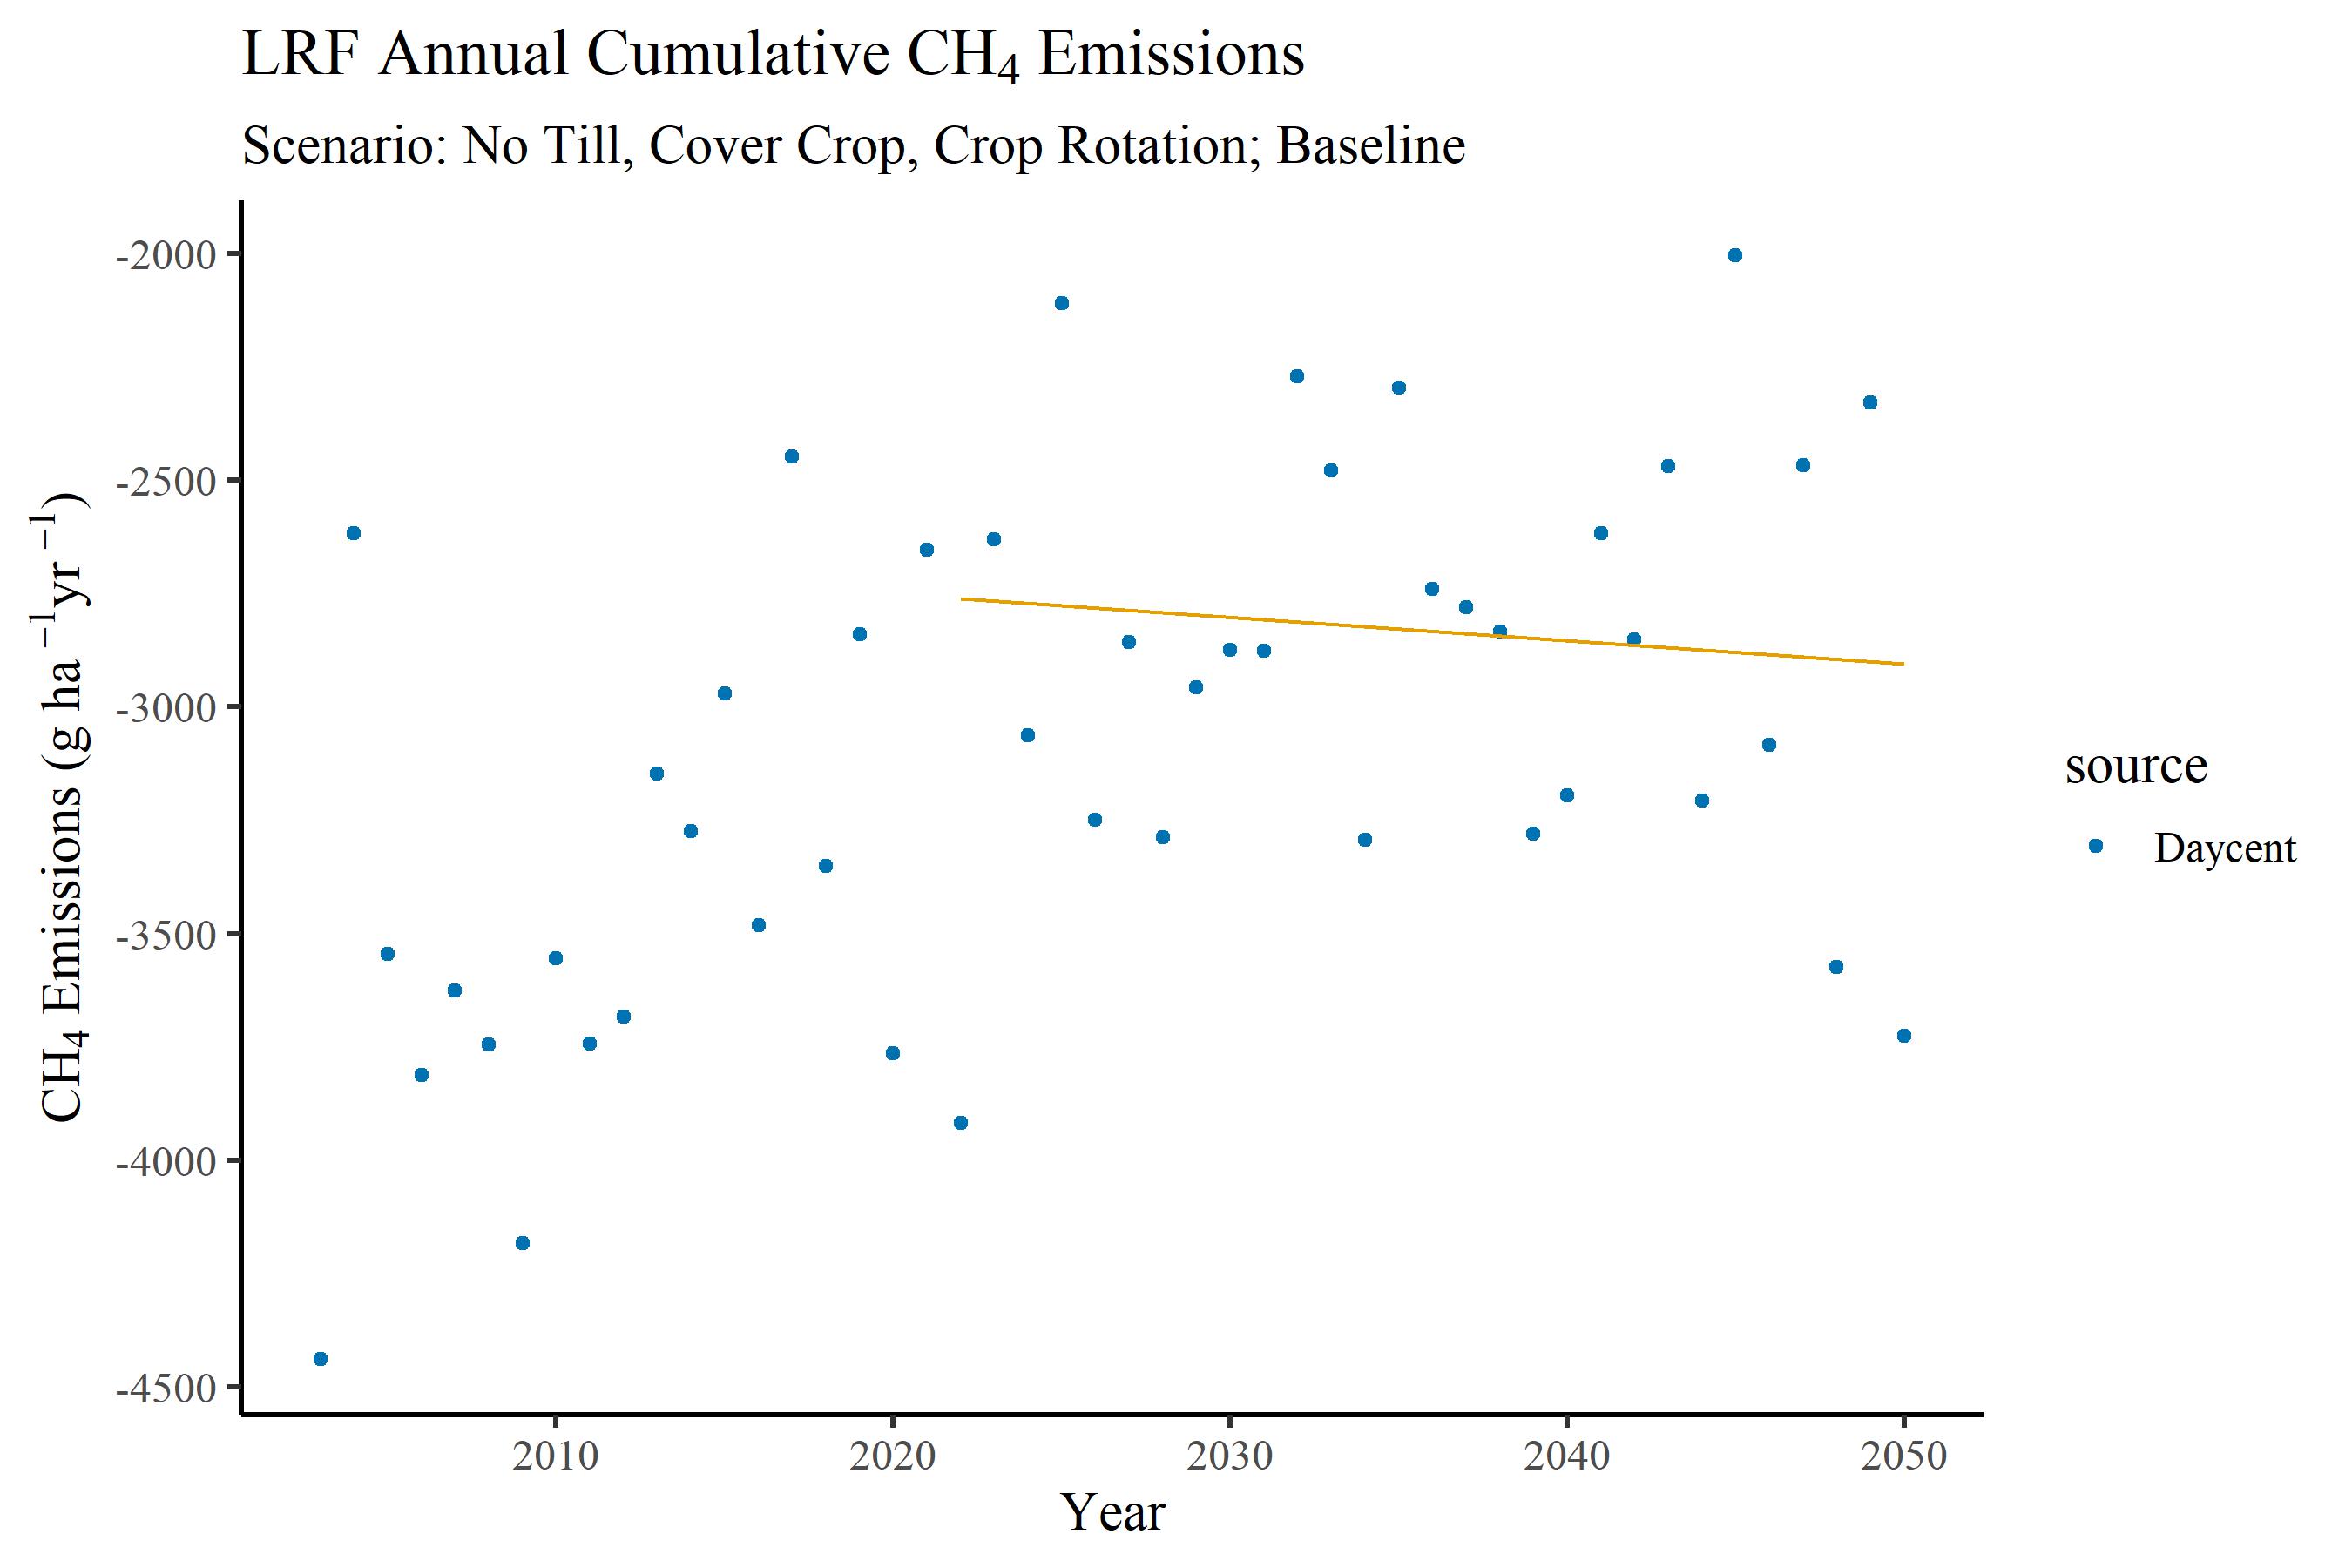 LRF Annual Cumulative CH₄ Emissions
Scenario: No Till, Cover Crop, Crop Rotation; Baseline
CH₄ Emissions (g ha ⁻¹yr ⁻¹)
-2000
-2500
-3000
-3500
-4000
-4500
2010 2020 2030 2040 2050
Year
source
Daycent